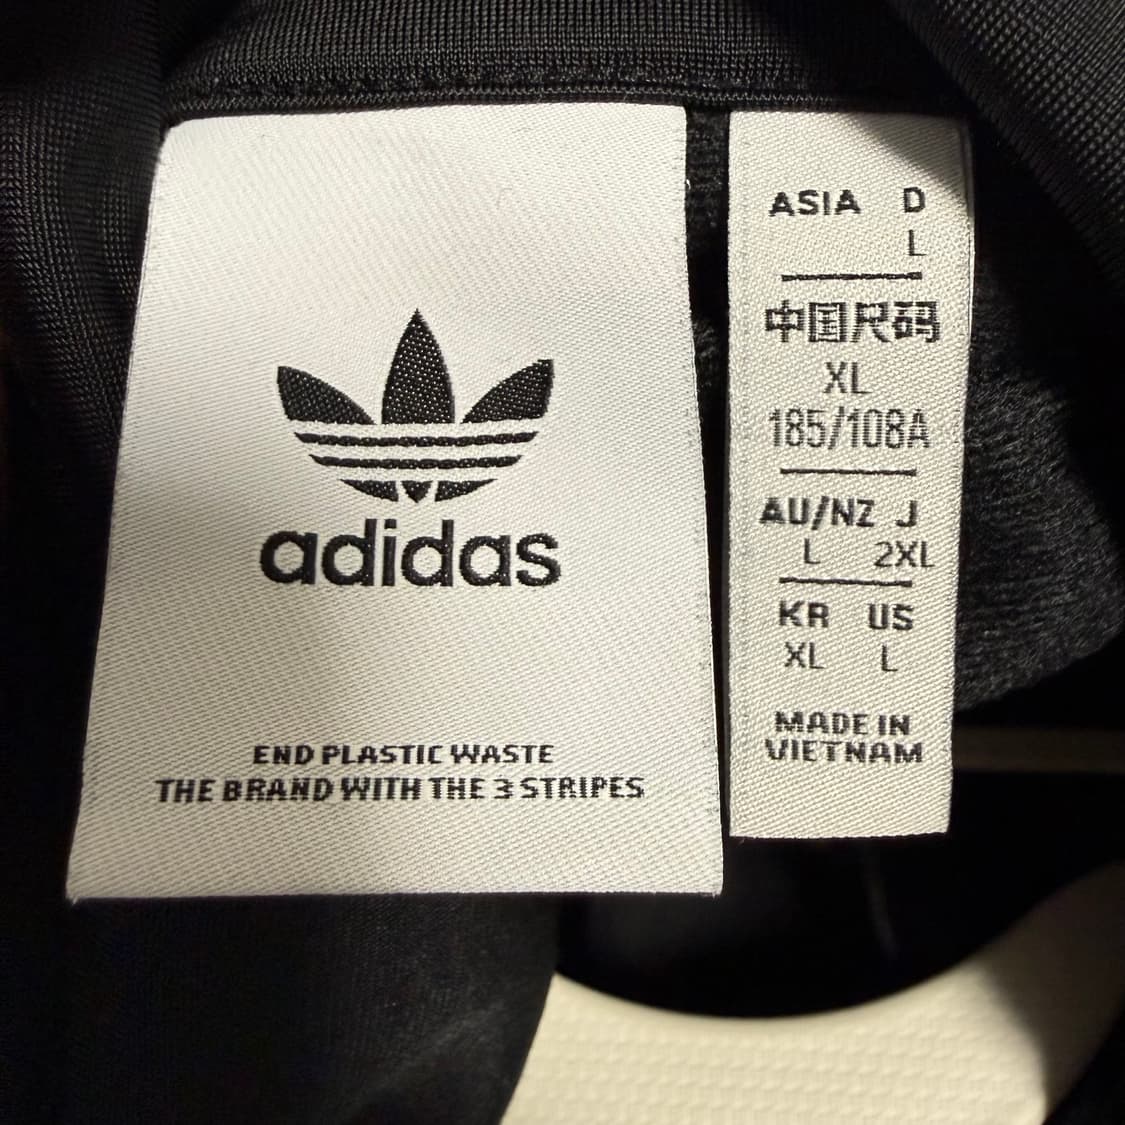 adidas
END PLASTIC WASTE
THE BRAND WITH THE 3 STRIPES
ASIA D
L
中国尺码
XL
185/108A
AU/NZ J
L 2XL
KR US
XL L
MADE IN
VIETNAM